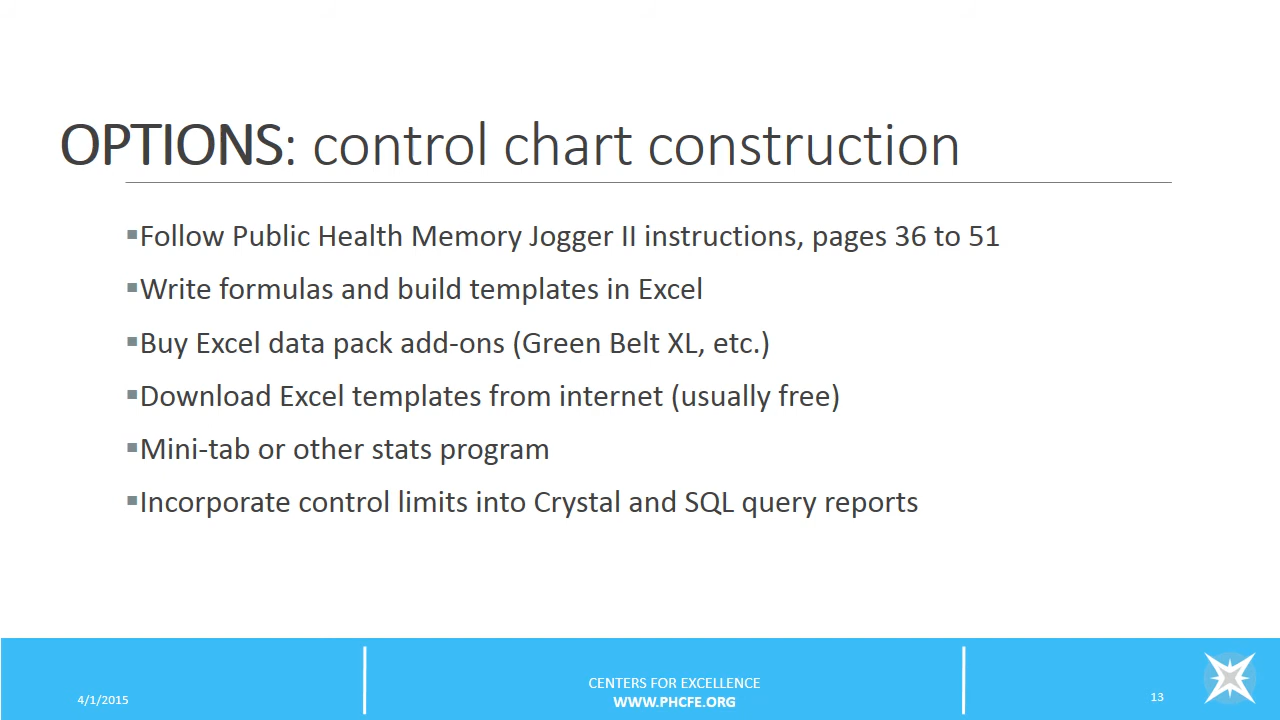 OPTIONS: control chart construction
▪Follow Public Health Memory Jogger II instructions, pages 36 to 51
▪Write formulas and build templates in Excel
▪Buy Excel data pack add-ons (Green Belt XL, etc.)
▪Download Excel templates from internet (usually free)
▪Mini-tab or other stats program
▪Incorporate control limits into Crystal and SQL query reports
4/1/2015
CENTERS FOR EXCELLENCE
WWW.PHCFE.ORG
13